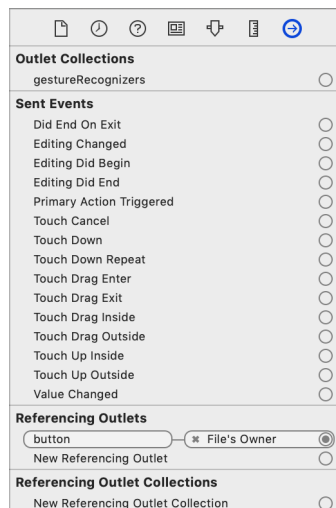 Outlet Collections
gestureRecognizers
Sent Events
Did End On Exit
Editing Changed
Editing Did Begin
Editing Did End
Primary Action Triggered
Touch Cancel
Touch Down
Touch Down Repeat
Touch Drag Enter
Touch Drag Exit
Touch Drag Inside
Touch Drag Outside
Touch Up Inside
Touch Up Outside
Value Changed
Referencing Outlets
button File's Owner
New Referencing Outlet
Referencing Outlet Collections
New Referencing Outlet Collection